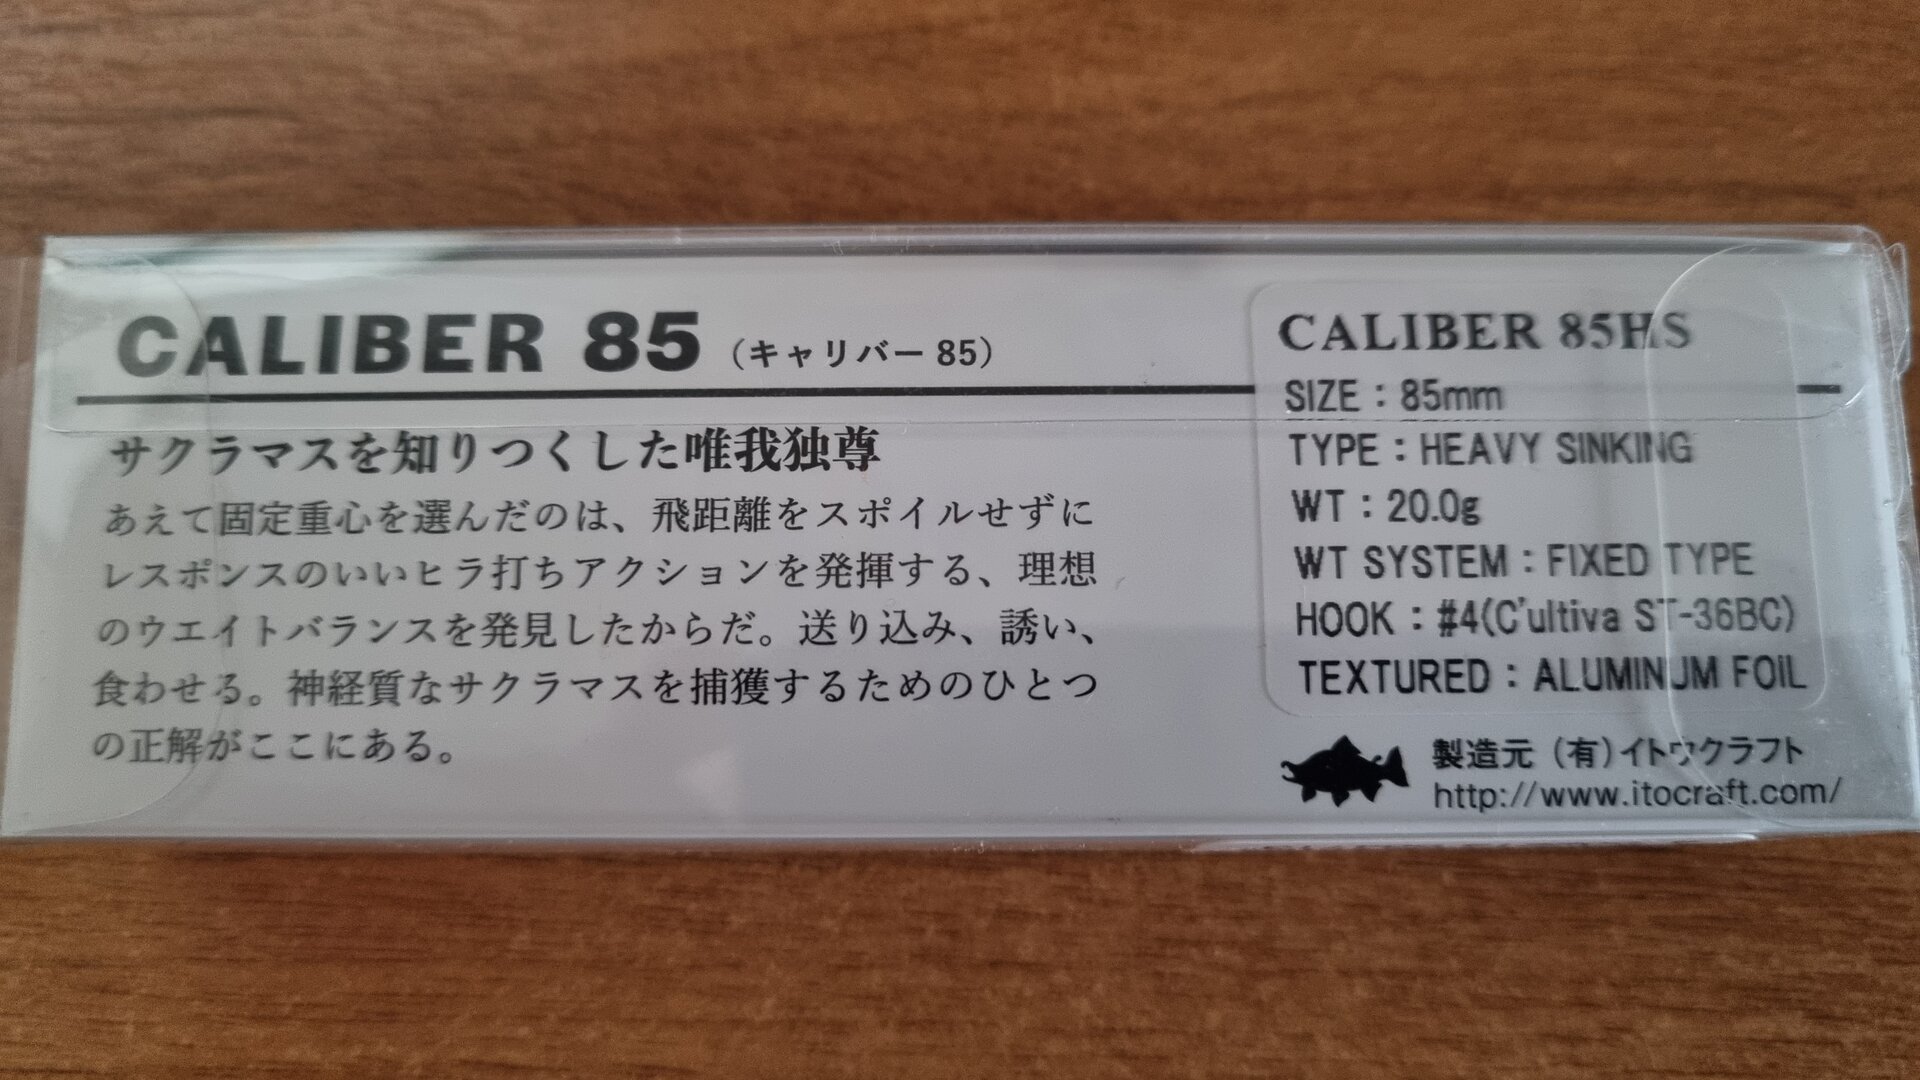 CALIBER 85 (キャリバー 85)
サクラマスを知りつくした唯我独尊
あえて固定重心を選んだのは、飛距離をスポイルせずに
レスポンスのいいヒラ打ちアクションを発揮する、理想
のウエイトバランスを発見したからだ。送り込み、誘い、
食わせる。神経質なサクラマスを捕獲するためのひとつ
の正解がここにある。
CALIBER 85HS
SIZE : 85mm
TYPE : HEAVY SINKING
WT : 20.0g
WT SYSTEM : FIXED TYPE
HOOK : #4(C'ultiva ST-36BC)
TEXTURED : ALUMINUM FOIL
製造元 (有)イトウクラフト
http://www.itocraft.com/